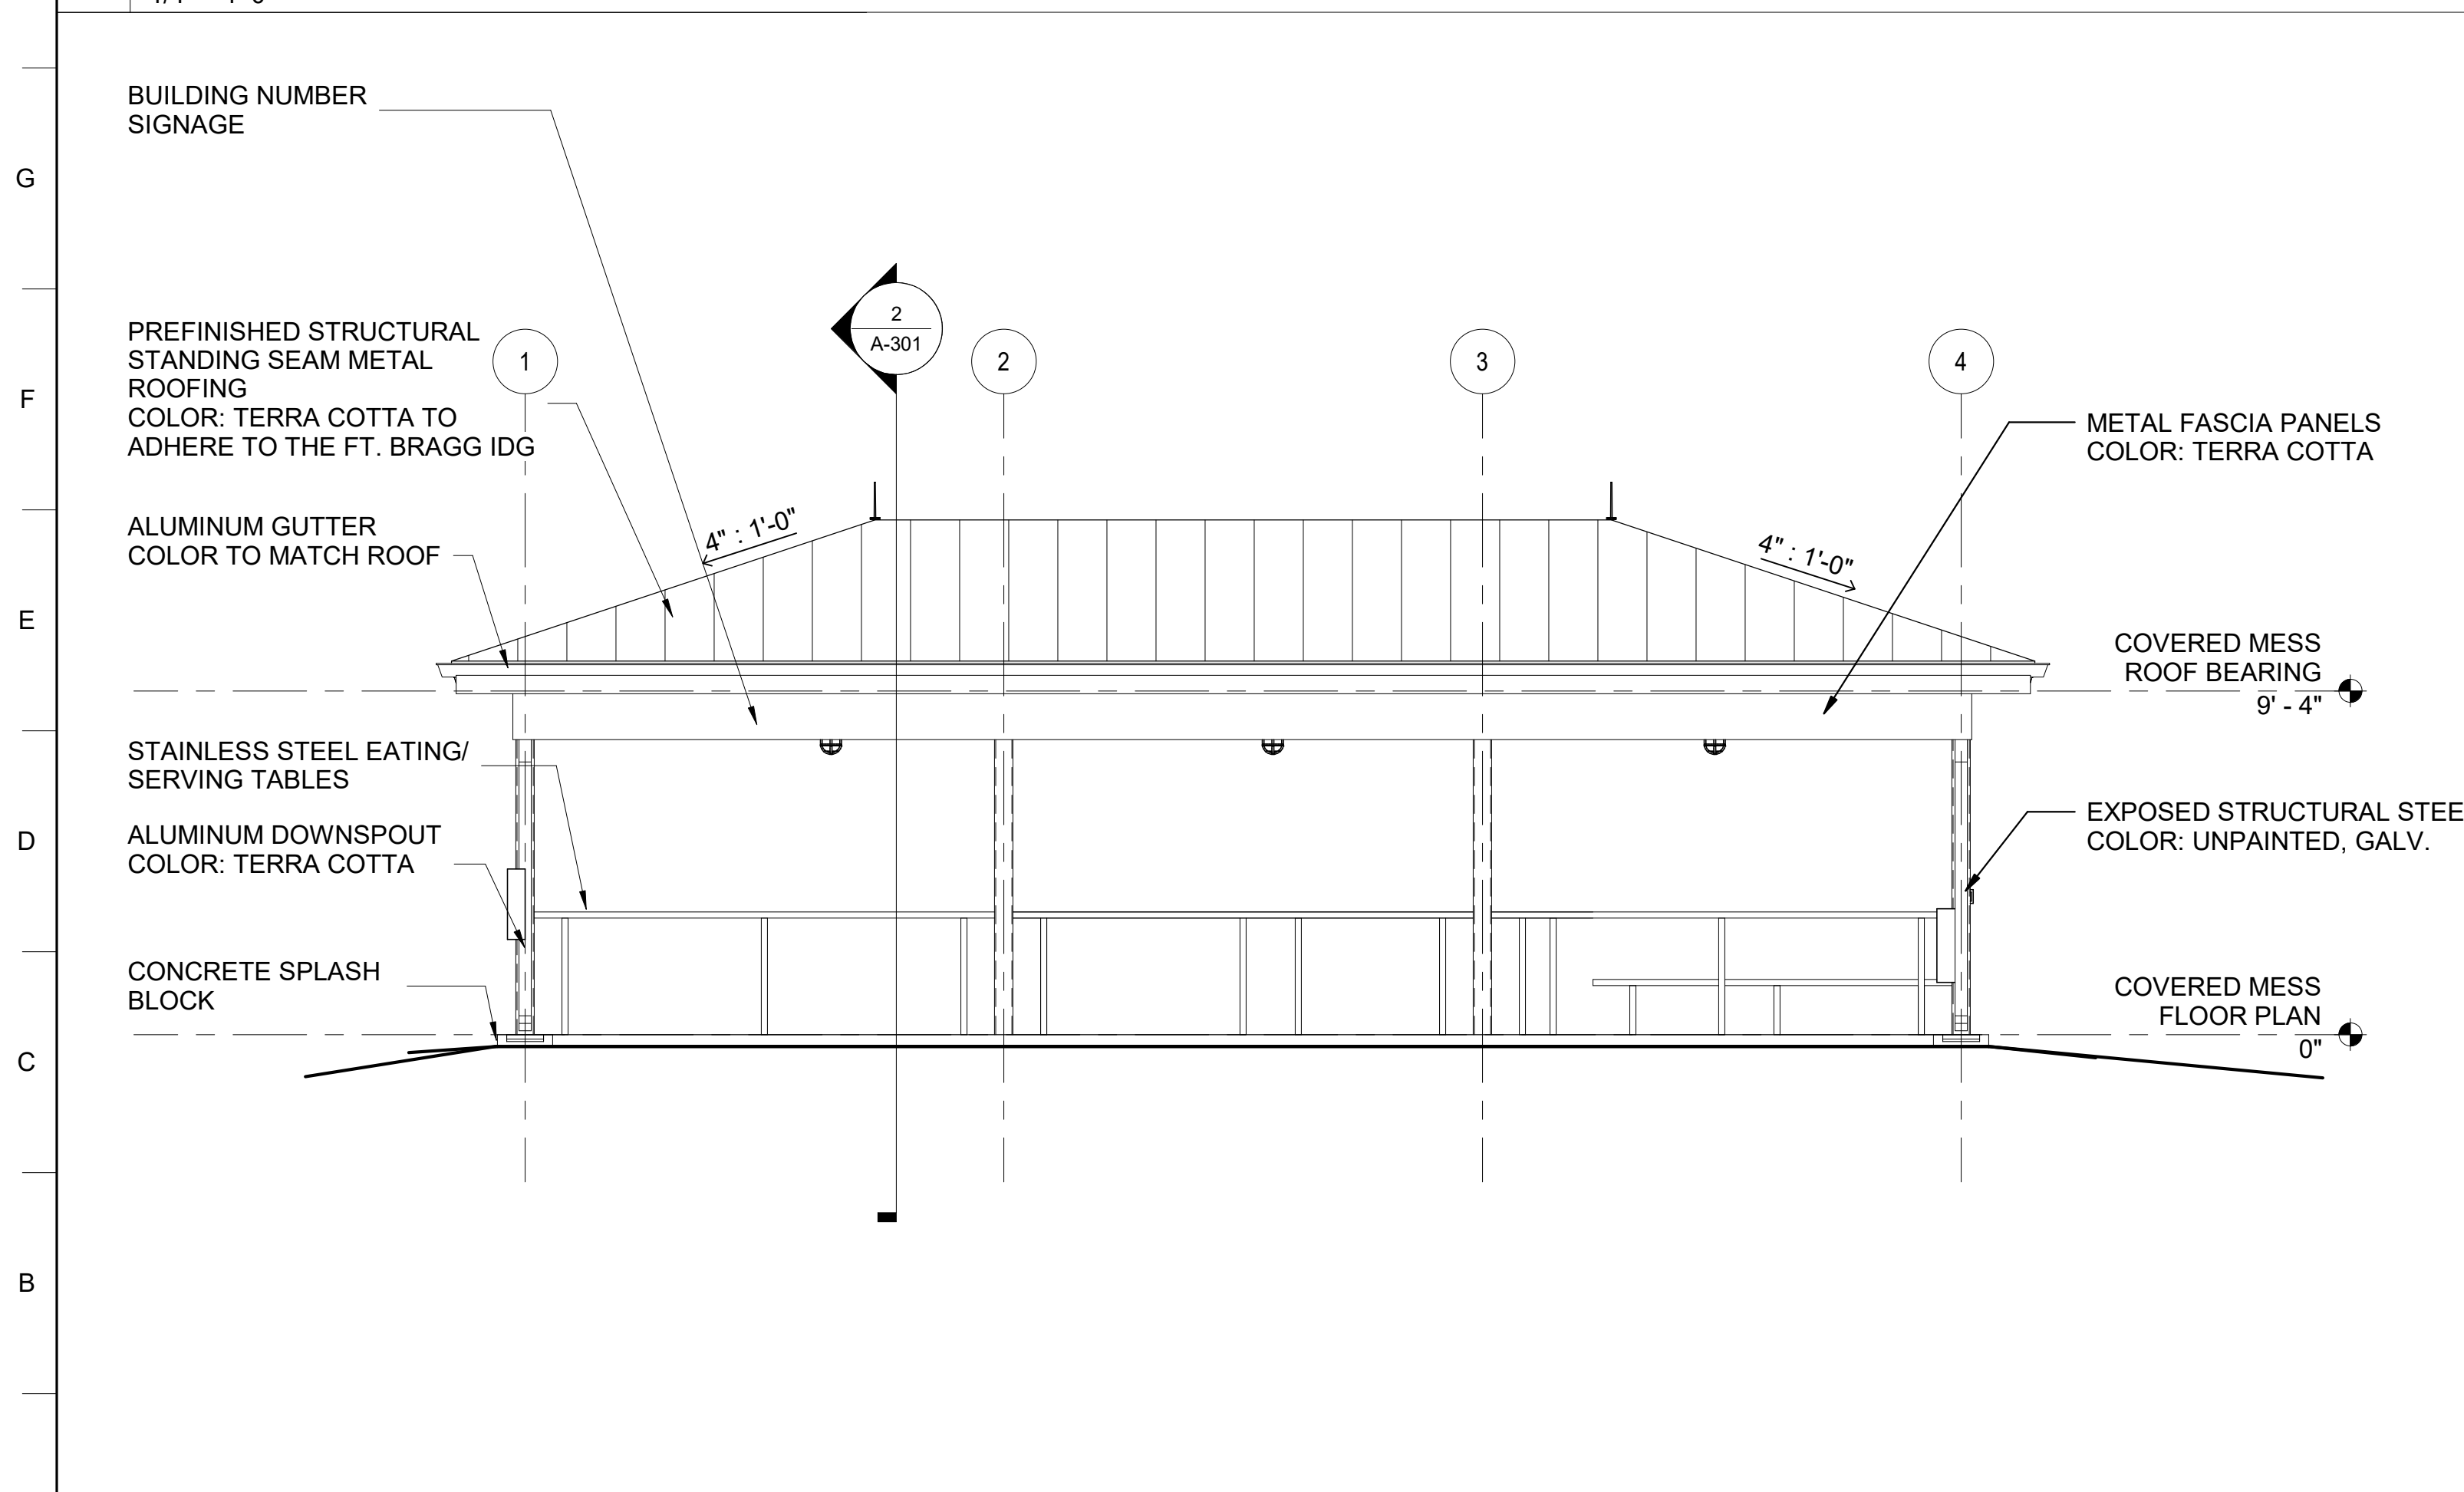 BUILDING NUMBER
SIGNAGE
G
2
A-301
PREFINISHED STRUCTURAL
STANDING SEAM METAL
ROOFING
COLOR: TERRA COTTA TO
ADHERE TO THE FT. BRAGG IDG
1
2
3
4
F
METAL FASCIA PANELS
COLOR: TERRA COTTA
ALUMINUM GUTTER
COLOR TO MATCH ROOF
4" : 1'-0"
4" : 1'-0"
E
COVERED MESS
ROOF BEARING
9' - 4"
STAINLESS STEEL EATING/
SERVING TABLES
D
ALUMINUM DOWNSPOUT
COLOR: TERRA COTTA
EXPOSED STRUCTURAL STEE
COLOR: UNPAINTED, GALV.
CONCRETE SPLASH
BLOCK
COVERED MESS
FLOOR PLAN
0"
C
B